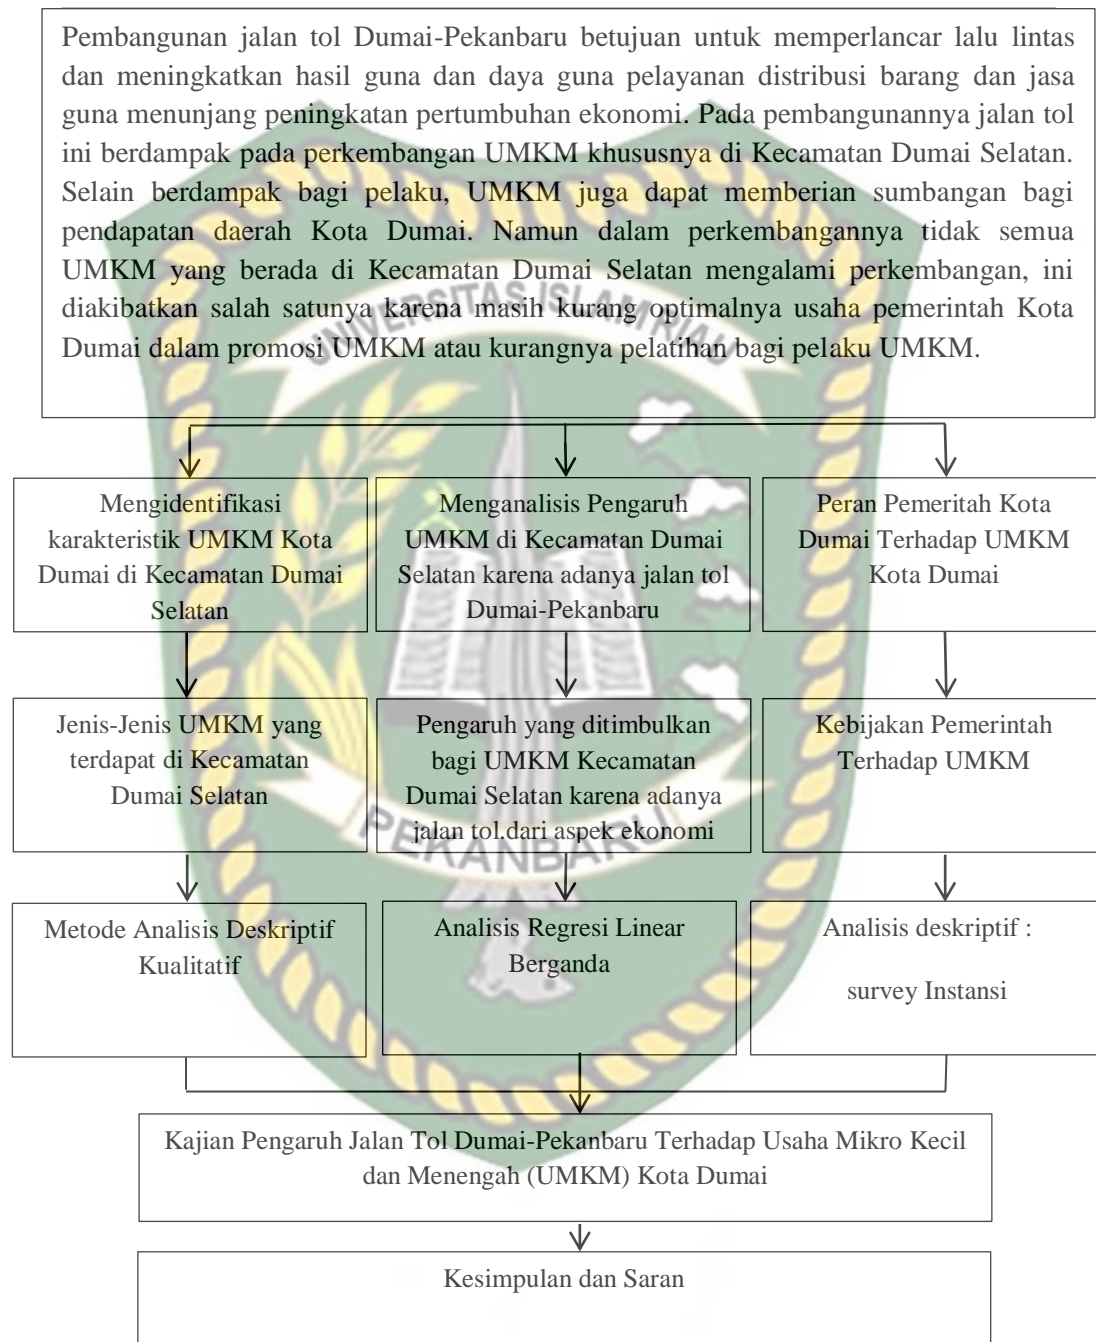 Pembangunan jalan tol Dumai-Pekanbaru betujuan untuk memperlancar lalu lintas
dan meningkatkan hasil guna dan daya guna pelayanan distribusi barang dan jasa
guna menunjang peningkatan pertumbuhan ekonomi. Pada pembangunannya jalan tol
ini berdampak pada perkembangan UMKM khususnya di Kecamatan Dumai Selatan.
Selain berdampak bagi pelaku, UMKM juga dapat memberian sumbangan bagi
pendapatan daerah Kota Dumai. Namun dalam perkembangannya tidak semua
UMKM yang berada di Kecamatan Dumai Selatan mengalami perkembangan, ini
diakibatkan salah satunya karena masih kurang optimalnya usaha pemerintah Kota
Dumai dalam promosi UMKM atau kurangnya pelatihan bagi pelaku UMKM.
UNIVERSITAS ISLAM RIAU
Mengidentifikasi
karakteristik UMKM Kota
Dumai di Kecamatan Dumai
Selatan
Menganalisis Pengaruh
UMKM di Kecamatan Dumai
Selatan karena adanya jalan tol
Dumai-Pekanbaru
Peran Pemeritah Kota
Dumai Terhadap UMKM
Kota Dumai
Jenis-Jenis UMKM yang
terdapat di Kecamatan
Dumai Selatan
Pengaruh yang ditimbulkan
bagi UMKM Kecamatan
Dumai Selatan karena adanya
jalan tol.dari aspek ekonomi
Kebijakan Pemerintah
Terhadap UMKM
PEKANBARU
Metode Analisis Deskriptif
Kualitatif
Analisis Regresi Linear
Berganda
Analisis deskriptif :
survey Instansi
Kajian Pengaruh Jalan Tol Dumai-Pekanbaru Terhadap Usaha Mikro Kecil
dan Menengah (UMKM) Kota Dumai
Kesimpulan dan Saran